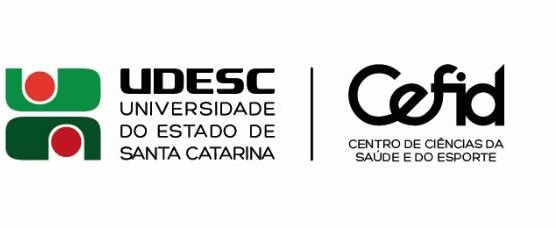 UDESC
UNIVERSIDADE
DO ESTADO DE
SANTA CATARINA
Cefid
CENTRO DE CIÊNCIAS DA
SAÚDE E DO ESPORTE